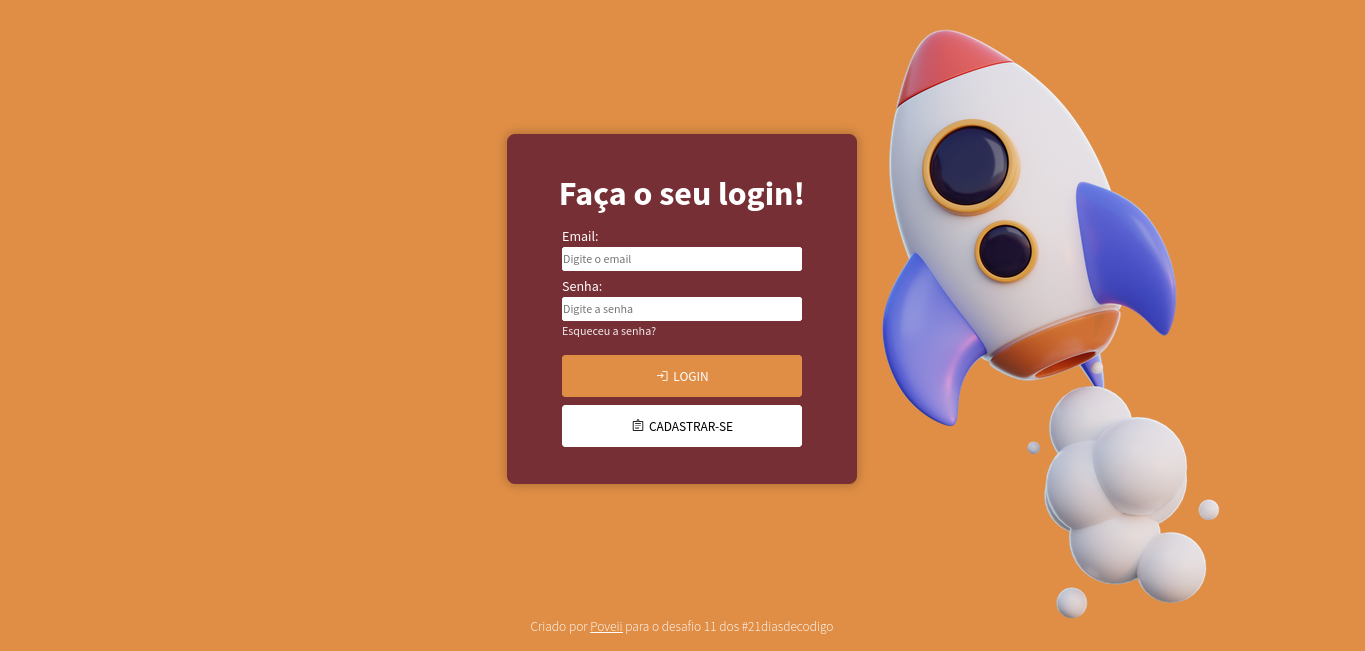 Faça o seu login!
Email:
Digite o email
Senha:
Digite a senha
Esqueceu a senha?
LOGIN
CADASTRAR-SE
Criado por Poveii para o desafio 11 dos #21diasdecodigo